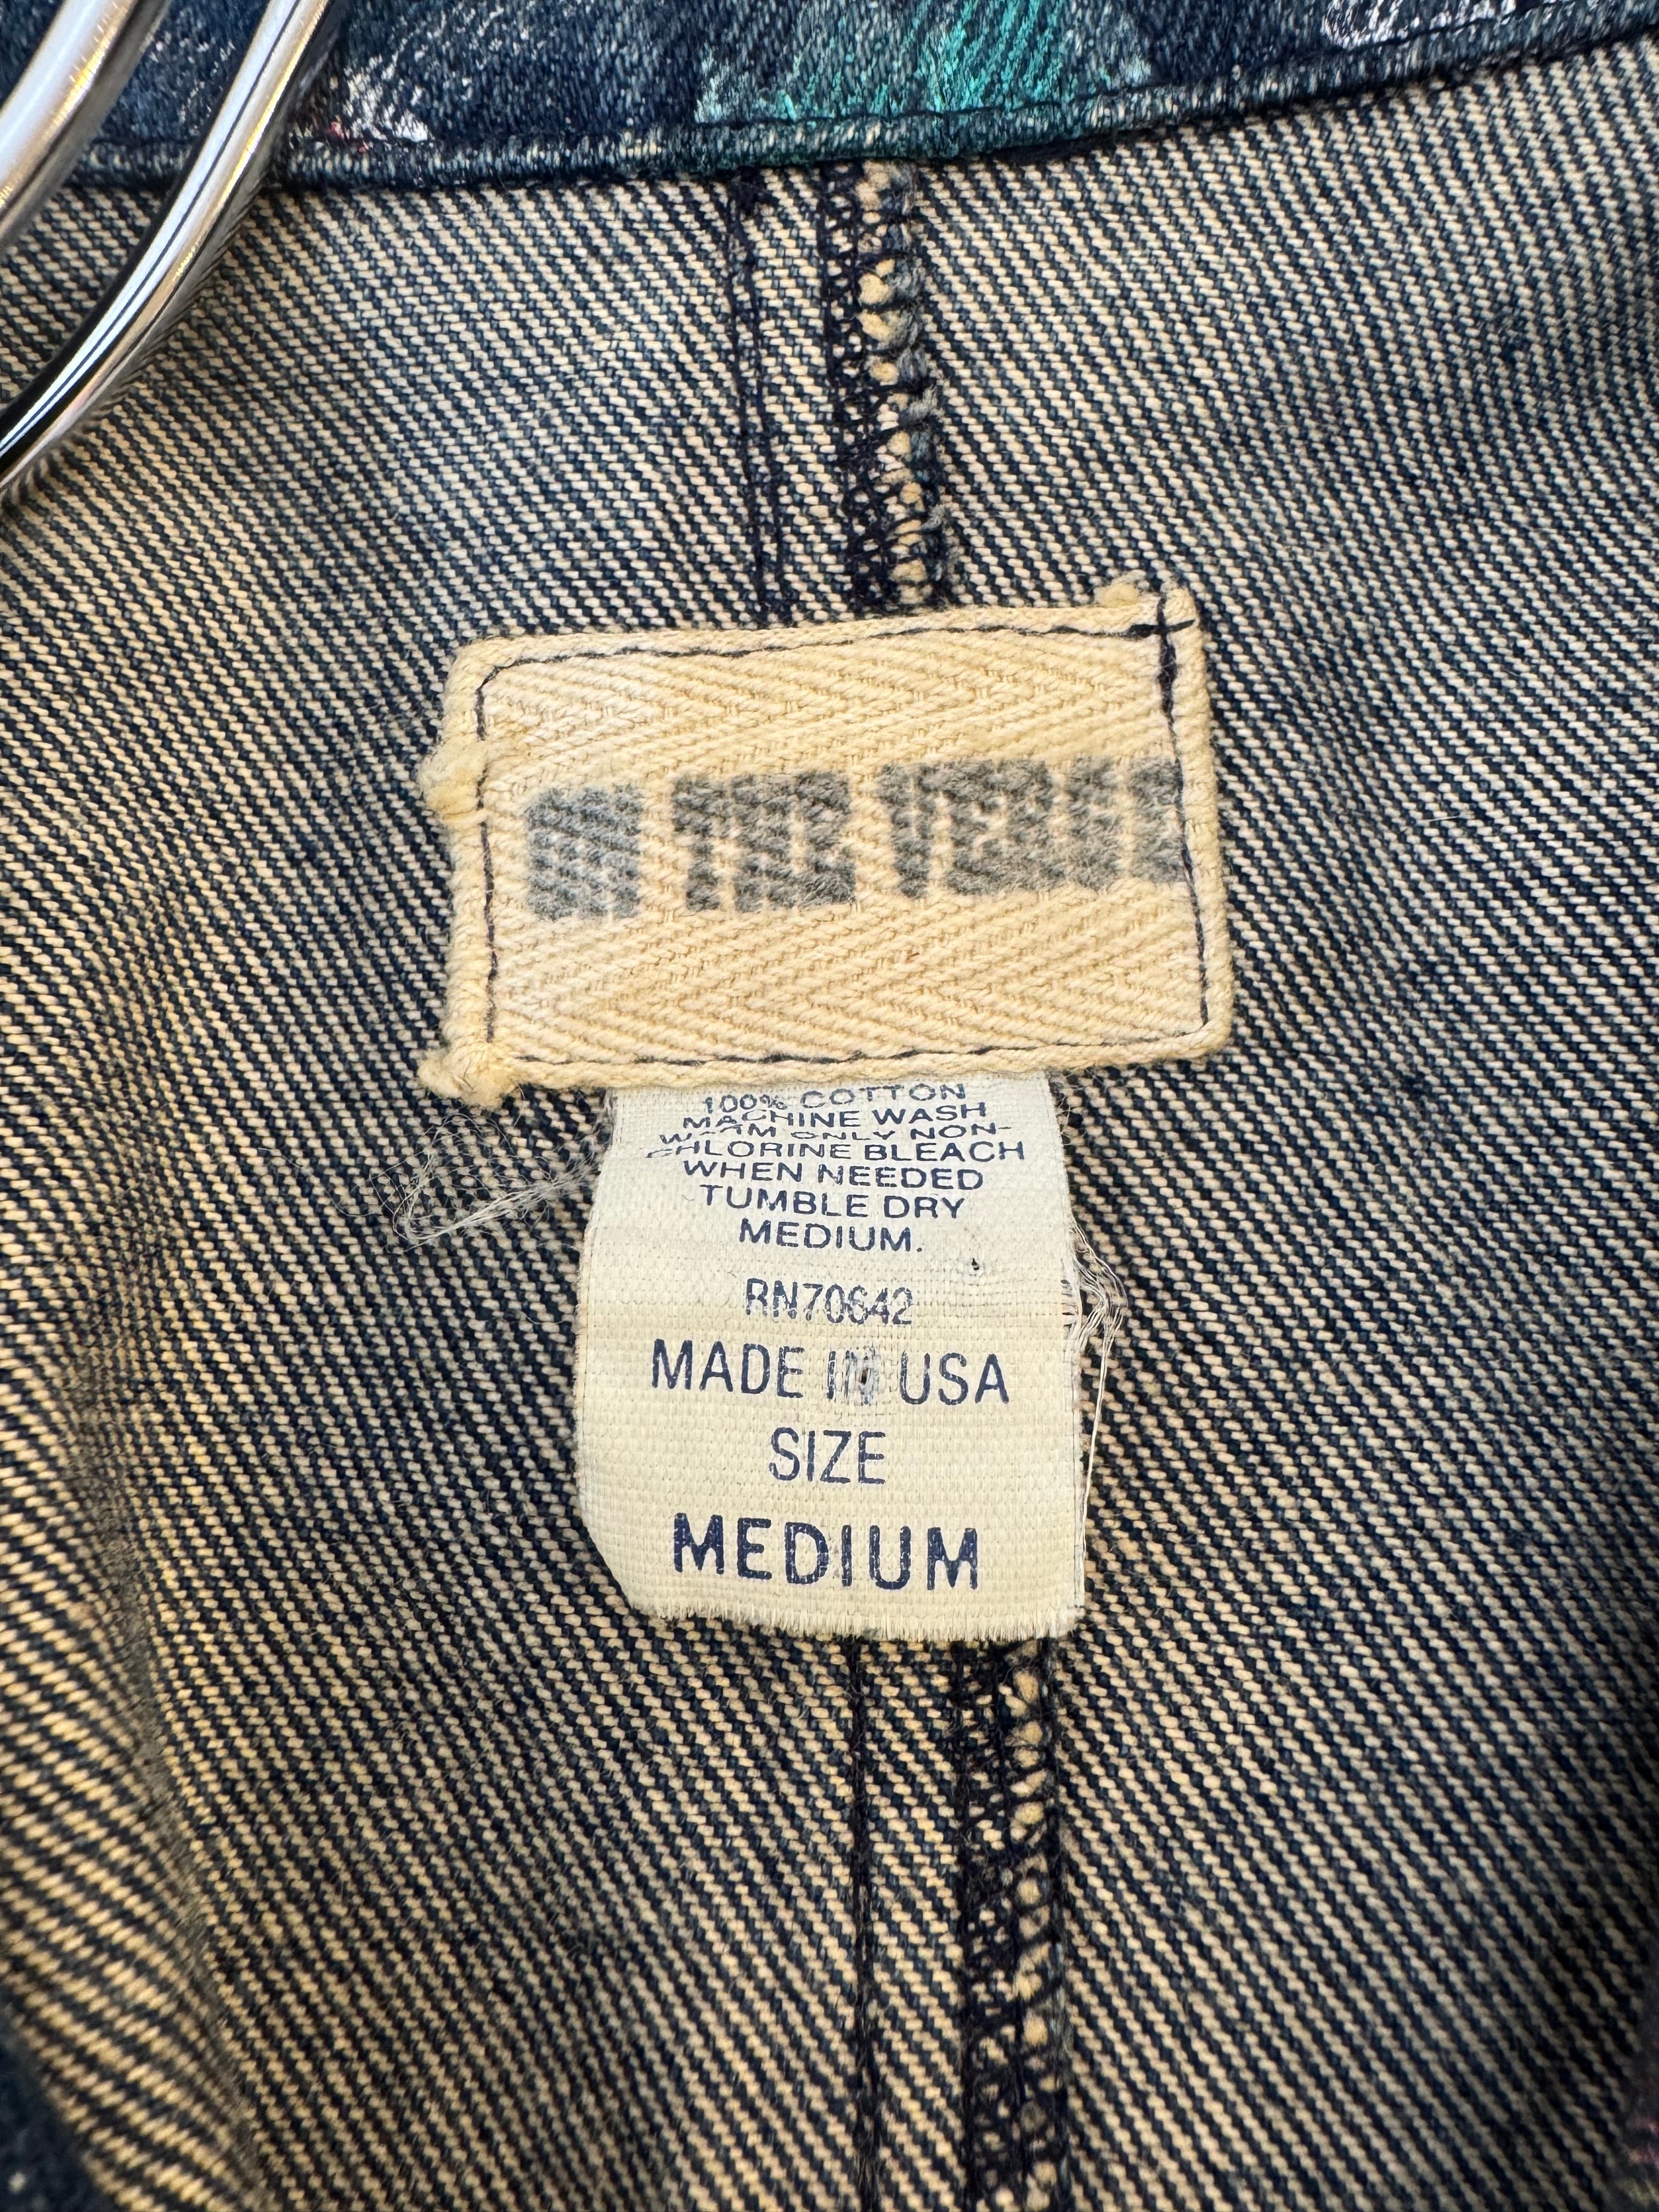 THE VERGE
100% COTTON
MACHINE WASH
WARM ONLY NON-
CHLORINE BLEACH
WHEN NEEDED
TUMBLE DRY
MEDIUM.
RN70642
MADE IN USA
SIZE
MEDIUM